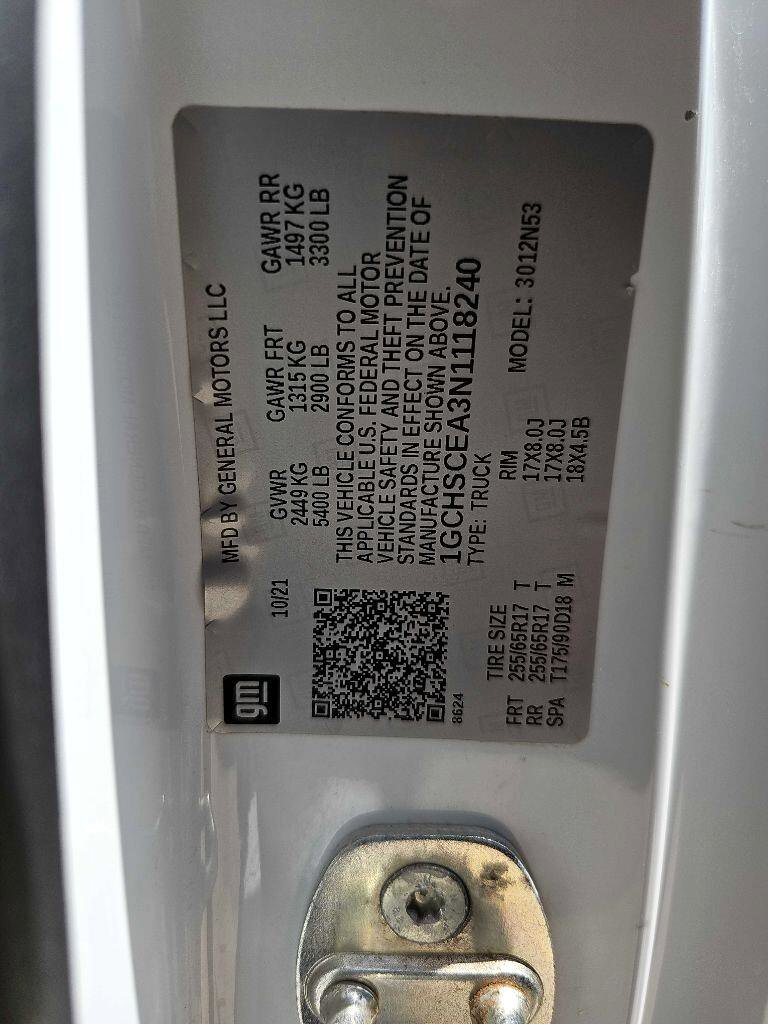 gm
10/21
MFD BY GENERAL MOTORS LLC
GVWR GAWR FRT GAWR RR
2449 KG 1315 KG 1497 KG
5400 LB 2900 LB 3300 LB
THIS VEHICLE CONFORMS TO ALL
APPLICABLE U.S. FEDERAL MOTOR
VEHICLE SAFETY AND THEFT PREVENTION
STANDARDS IN EFFECT ON THE DATE OF
MANUFACTURE SHOWN ABOVE.
1GCHSCEA3N1118240
8624
TYPE: TRUCK
TIRE SIZE RIM MODEL: 3012N53
FRT 255/65R17 T 17X8.0J
RR 255/65R17 T 17X8.0J
SPA T175/90D18 M 18X4.5B